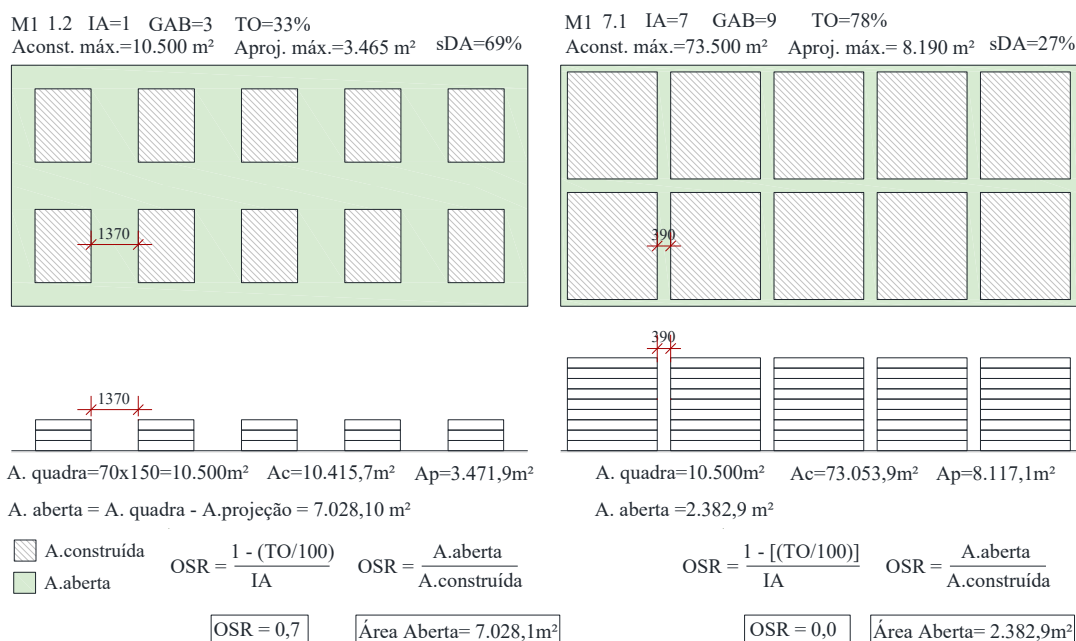 M1 1.2 IA=1 GAB=3 TO=33%
Aconst. máx.=10.500 m² Aproj. máx.=3.465 m² sDA=69%
1370
1370
A. quadra=70x150=10.500m² Ac=10.415,7m² Ap=3.471,9m²
A. aberta = A. quadra - A.projeção = 7.028,10 m²
A.construída
A.aberta
OSR = 1 - (TO/100) / IA
OSR = A.aberta / A.construída
OSR = 0,7
Área Aberta= 7.028,1m²
M1 7.1 IA=7 GAB=9 TO=78%
Aconst. máx.=73.500 m² Aproj. máx.= 8.190 m² sDA=27%
390
390
A. quadra=10.500m² Ac=73.053,9m² Ap=8.117,1m²
A. aberta =2.382,9 m²
OSR = 1 - [(TO/100)] / IA
OSR = A.aberta / A.construída
OSR = 0,0
Área Aberta= 2.382,9m²